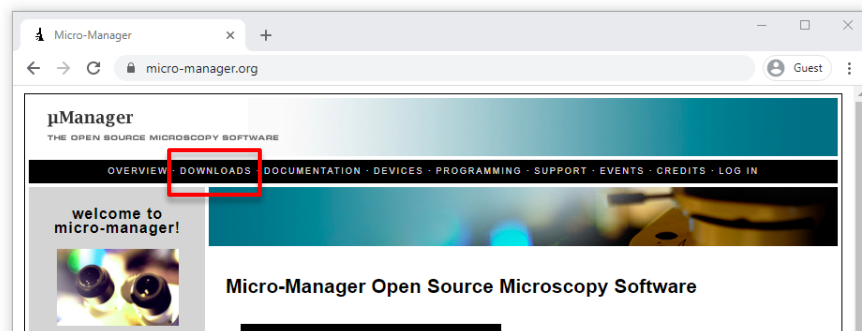 Micro-Manager
micro-manager.org
Guest
µManager
THE OPEN SOURCE MICROSCOPY SOFTWARE
OVERVIEW · DOWNLOADS · DOCUMENTATION · DEVICES · PROGRAMMING · SUPPORT · EVENTS · CREDITS · LOG IN
welcome to
micro-manager!
Micro-Manager Open Source Microscopy Software